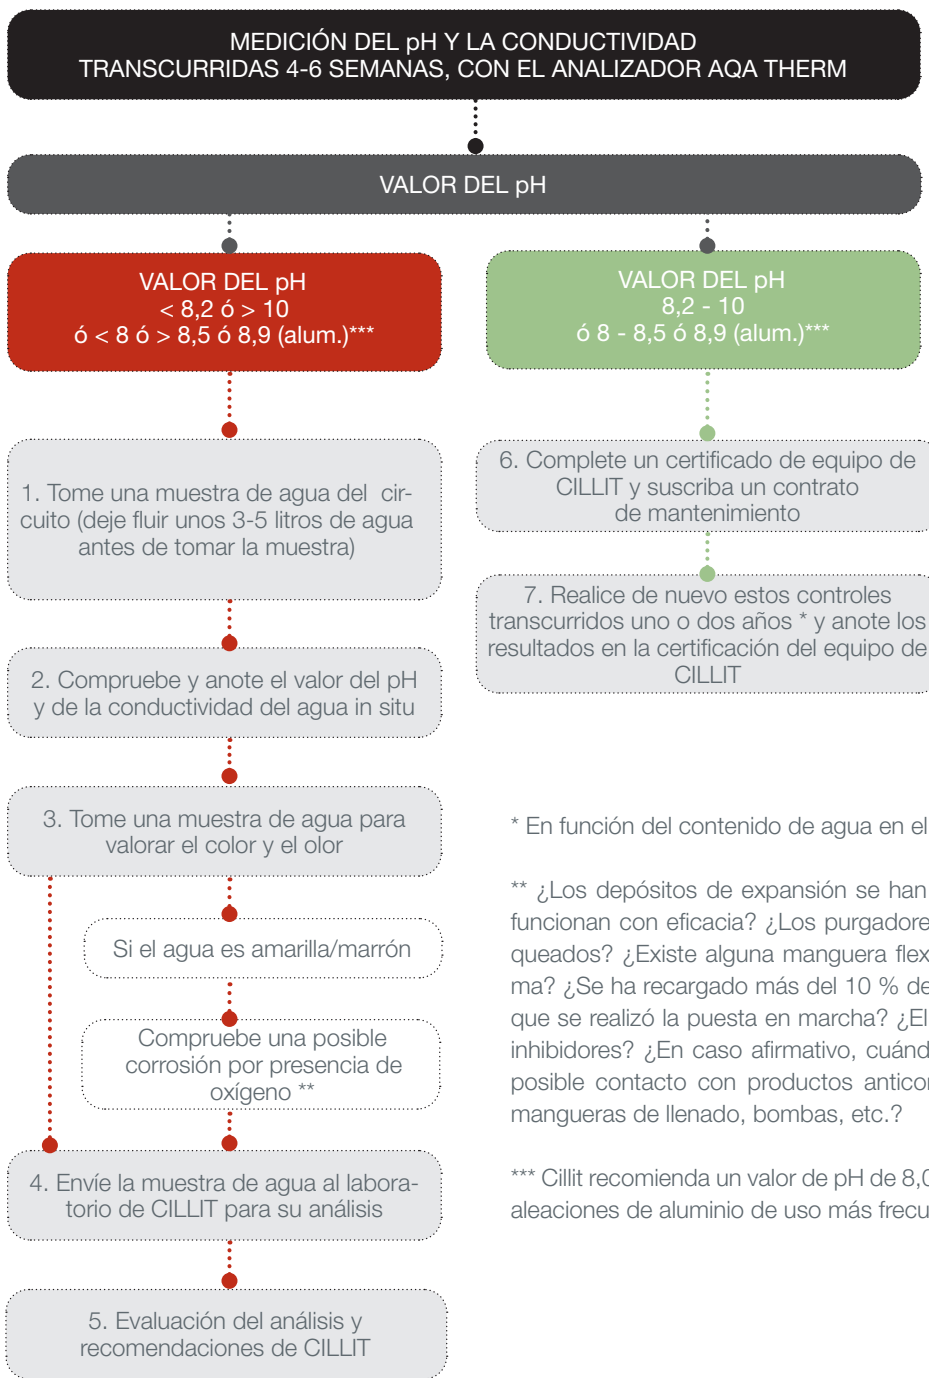 MEDICIÓN DEL pH Y LA CONDUCTIVIDAD
TRANSCURRIDAS 4-6 SEMANAS, CON EL ANALIZADOR AQA THERM
VALOR DEL pH
VALOR DEL pH
< 8,2 ó > 10
ó < 8 ó > 8,5 ó 8,9 (alum.)***
VALOR DEL pH
8,2 - 10
ó 8 - 8,5 ó 8,9 (alum.)***
1. Tome una muestra de agua del cir-
cuito (deje fluir unos 3-5 litros de agua
antes de tomar la muestra)
2. Compruebe y anote el valor del pH
y de la conductividad del agua in situ
3. Tome una muestra de agua para
valorar el color y el olor
Si el agua es amarilla/marrón
Compruebe una posible
corrosión por presencia de
oxígeno **
4. Envíe la muestra de agua al labora-
torio de CILLIT para su análisis
5. Evaluación del análisis y
recomendaciones de CILLIT
6. Complete un certificado de equipo de
CILLIT y suscriba un contrato
de mantenimiento
7. Realice de nuevo estos controles
transcurridos uno o dos años * y anote los
resultados en la certificación del equipo de
CILLIT
* En función del contenido de agua en el
** ¿Los depósitos de expansión se han
funcionan con eficacia? ¿Los purgadore
queados? ¿Existe alguna manguera flex
ma? ¿Se ha recargado más del 10 % de
que se realizó la puesta en marcha? ¿El
inhibidores? ¿En caso afirmativo, cuánd
posible contacto con productos anticor
mangueras de llenado, bombas, etc.?
*** Cillit recomienda un valor de pH de 8,0
aleaciones de aluminio de uso más frecu